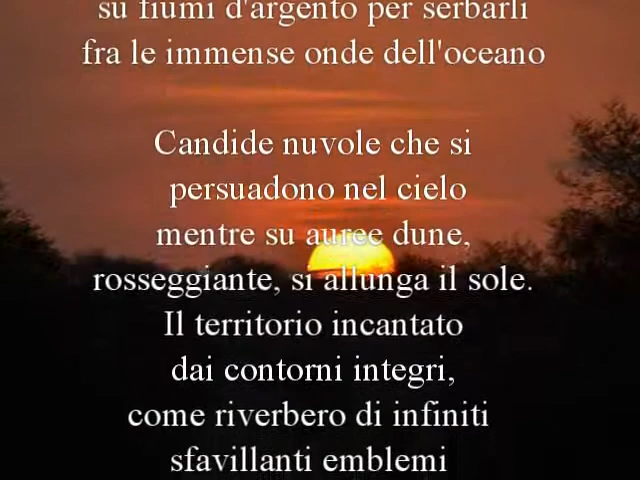 su fiumi d'argento per serbarli
fra le immense onde dell'oceano
Candide nuvole che si
persuadono nel cielo
mentre su auree dune,
rosseggiante, si allunga il sole.
Il territorio incantato
dai contorni integri,
come riverbero di infiniti
sfavillanti emblemi